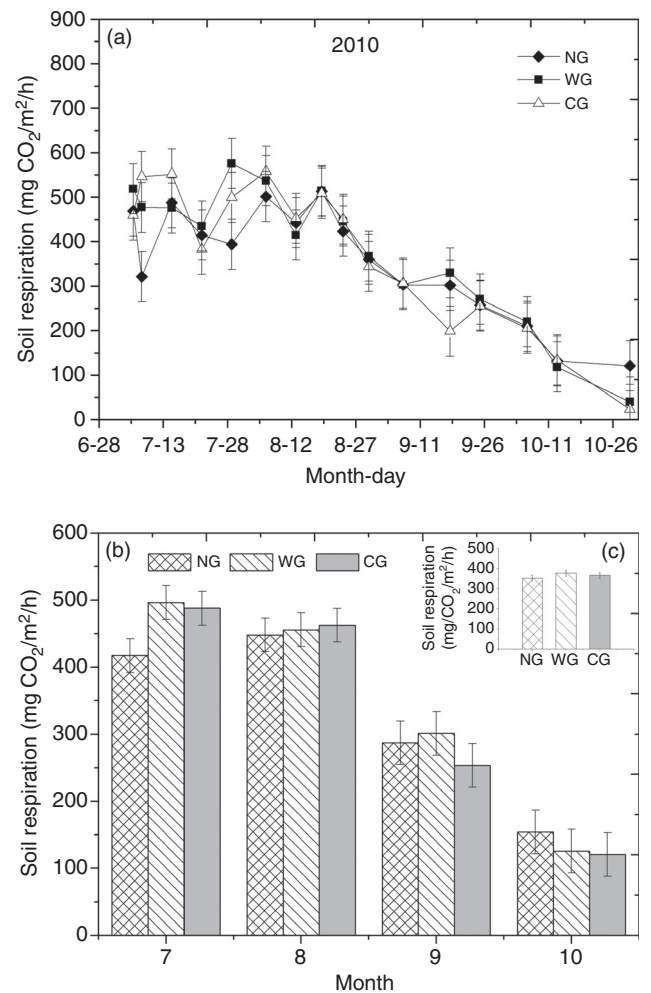 (a)
2010
NG
WG
CG
Soil respiration (mg CO2/m2/h)
900
800
700
600
500
400
300
200
100
0
6-28 7-13 7-28 8-12 8-27 9-11 9-26 10-11 10-26
Month-day
(b)
NG WG CG
Soil respiration (mg CO2/m2/h)
600
500
400
300
200
100
0
7 8 9 10
Month
(c)
Soil respiration
(mg/CO2/m2/h)
500
400
300
200
100
0
NG WG CG